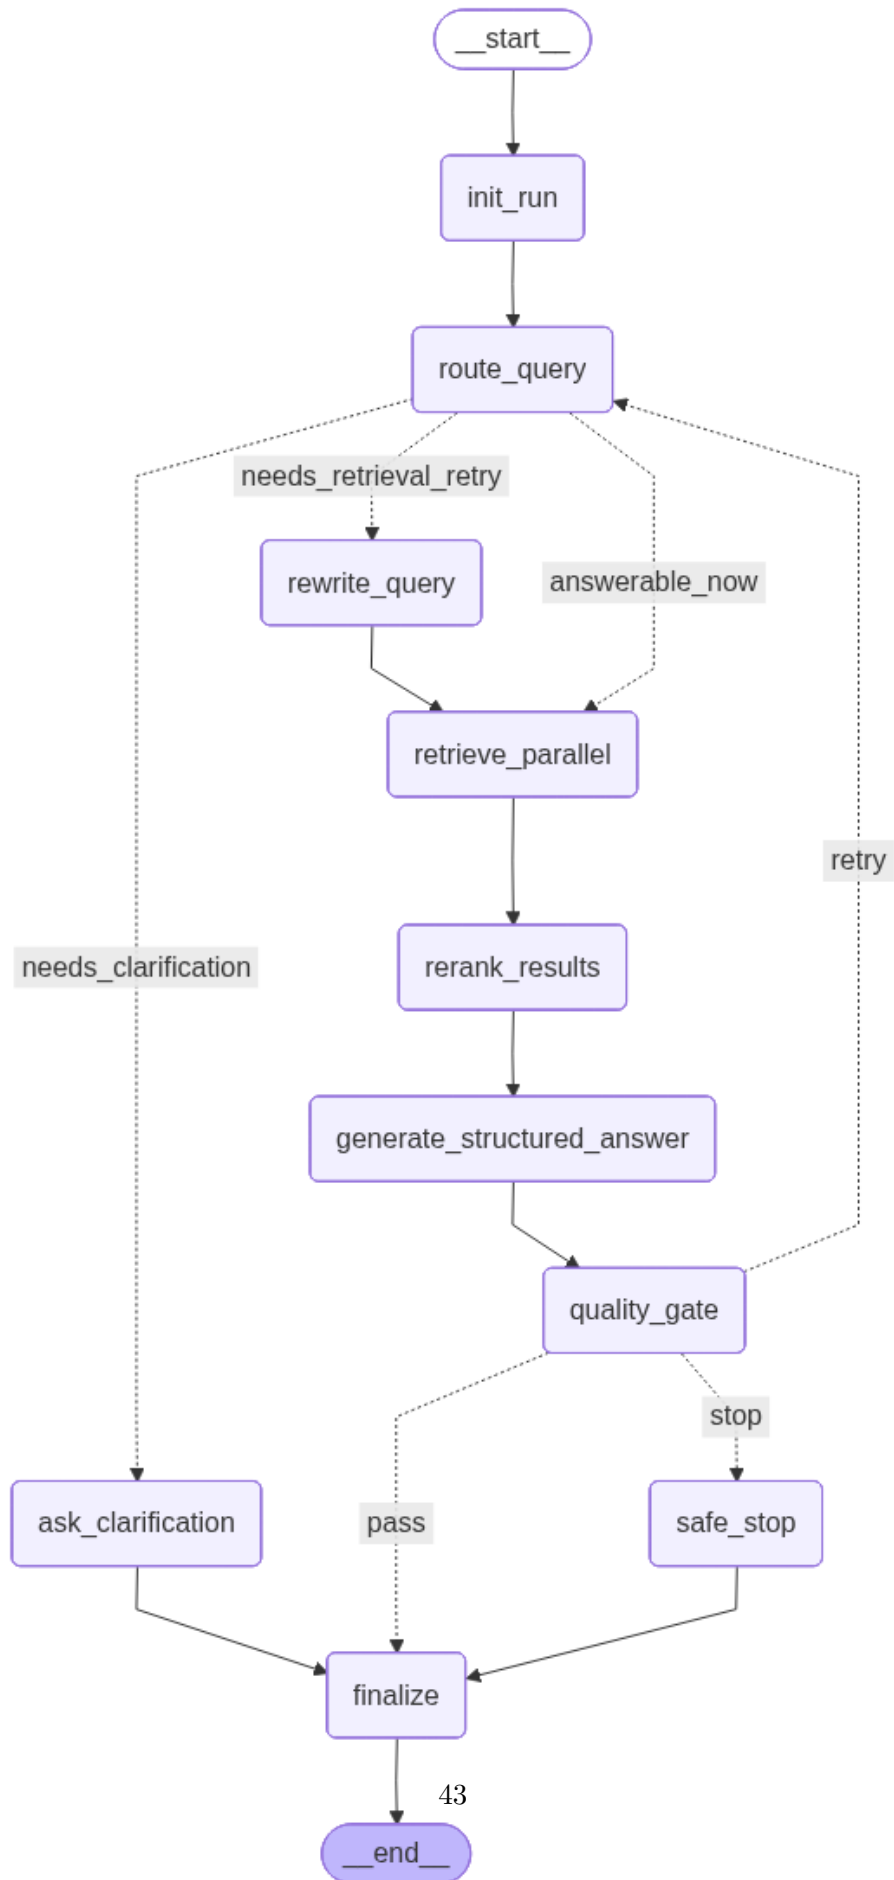 __start__
init_run
route_query
needs_retrieval_retry
rewrite_query
answerable_now
retrieve_parallel
retry
needs_clarification
rerank_results
generate_structured_answer
quality_gate
stop
ask_clarification
pass
safe_stop
finalize
43
__end__